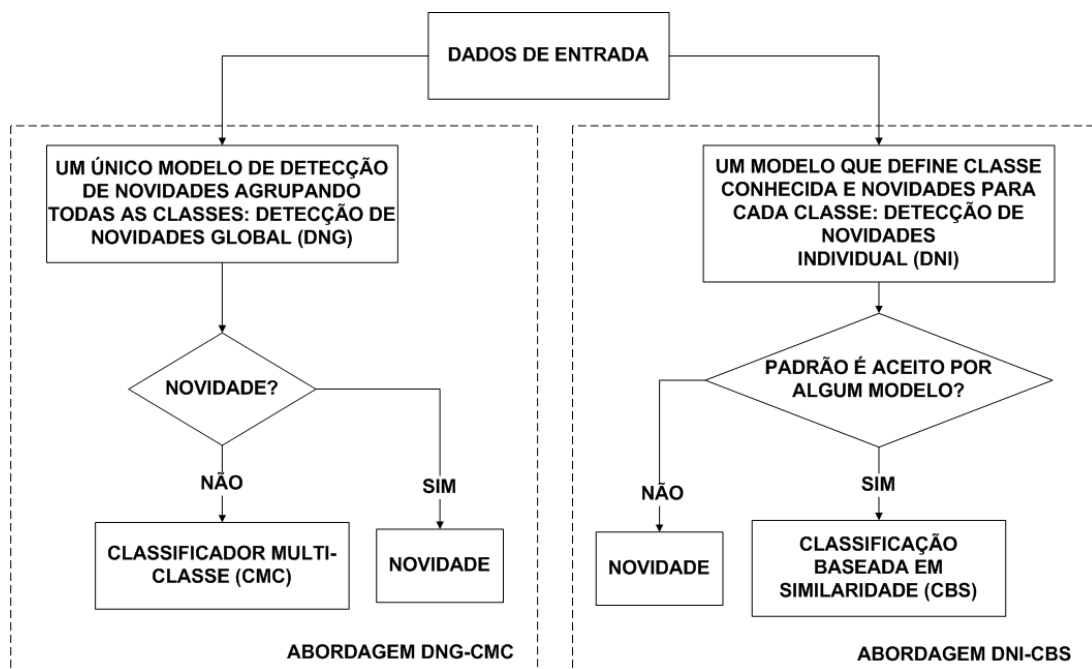 DADOS DE ENTRADA
UM ÚNICO MODELO DE DETECÇÃO
DE NOVIDADES AGRUPANDO
TODAS AS CLASSES: DETECÇÃO DE
NOVIDADES GLOBAL (DNG)
NOVIDADE?
NÃO
SIM
CLASSIFICADOR MULTI-
CLASSE (CMC)
NOVIDADE
ABORDAGEM DNG-CMC
UM MODELO QUE DEFINE CLASSE
CONHECIDA E NOVIDADES PARA
CADA CLASSE: DETECÇÃO DE
NOVIDADES
INDIVIDUAL (DNI)
PADRÃO É ACEITO POR
ALGUM MODELO?
NÃO
SIM
NOVIDADE
CLASSIFICAÇÃO
BASEADA EM
SIMILARIDADE (CBS)
ABORDAGEM DNI-CBS